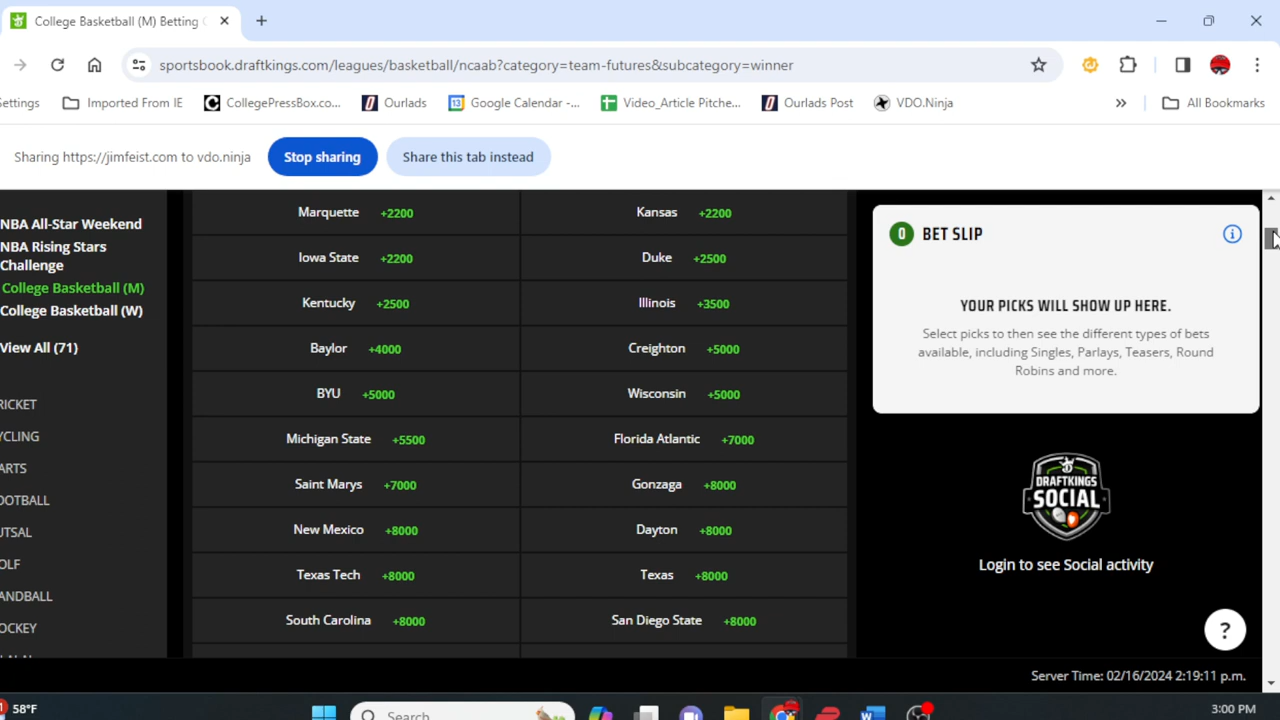 College Basketball (M) Betting
sportsbook.draftkings.com/leagues/basketball/ncaab?category=team-futures&subcategory=winner
ettings
Imported From IE
CollegePressBox.co...
Ourlads
Google Calendar -...
Video_Article Pitche...
Ourlads Post
VDO.Ninja
»
All Bookmarks
Sharing https://jimfeist.com to vdo.ninja
Stop sharing
Share this tab instead
NBA All-Star Weekend
NBA Rising Stars
Challenge
College Basketball (M)
College Basketball (W)
View All (71)
RICKET
YCLING
ARTS
OOTBALL
UTSAL
OLF
ANDBALL
OCKEY
Marquette +2200
Kansas +2200
Iowa State +2200
Duke +2500
Kentucky +2500
Illinois +3500
Baylor +4000
Creighton +5000
BYU +5000
Wisconsin +5000
Michigan State +5500
Florida Atlantic +7000
Saint Marys +7000
Gonzaga +8000
New Mexico +8000
Dayton +8000
Texas Tech +8000
Texas +8000
South Carolina +8000
San Diego State +8000
0 BET SLIP
YOUR PICKS WILL SHOW UP HERE.
Select picks to then see the different types of bets
available, including Singles, Parlays, Teasers, Round
Robins and more.
DRAFTKINGS
SOCIAL
Login to see Social activity
?
Server Time: 02/16/2024 2:19:11 p.m.
58°F
Search
3:00 PM